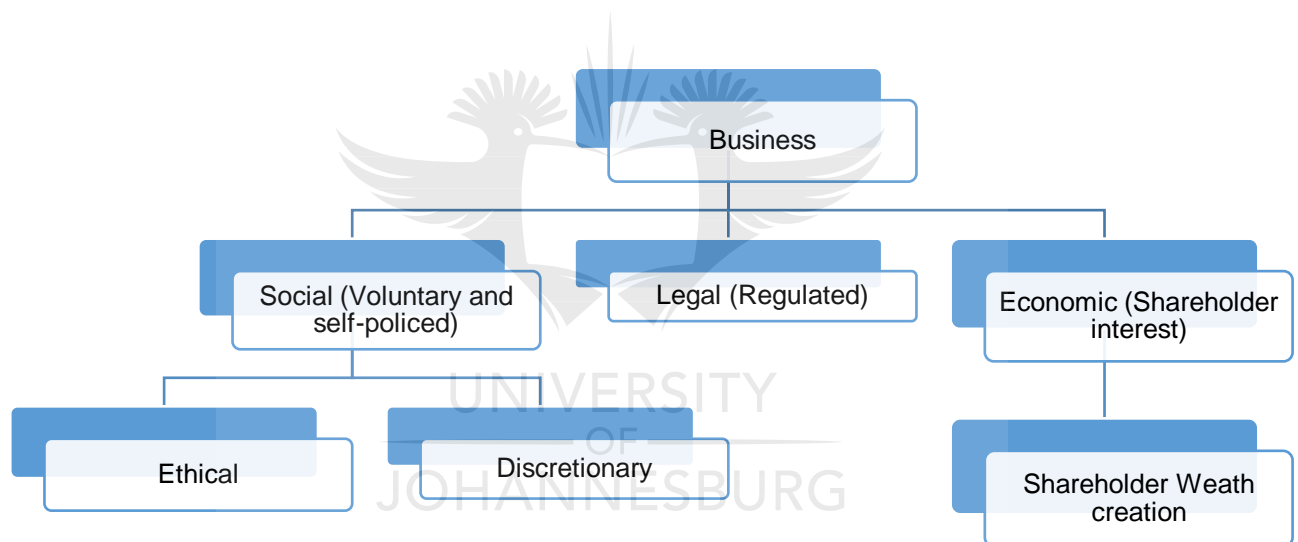 Business
Social (Voluntary and
self-policed)
Legal (Regulated)
Economic (Shareholder
interest)
Ethical
Discretionary
Shareholder Weath
creation
UNIVERSITY
OF
JOHANNESBURG